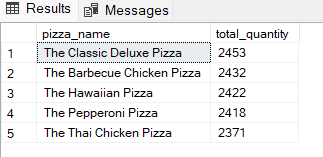 Results Messages
pizza_name total_quantity
1 The Classic Deluxe Pizza 2453
2 The Barbecue Chicken Pizza 2432
3 The Hawaiian Pizza 2422
4 The Pepperoni Pizza 2418
5 The Thai Chicken Pizza 2371